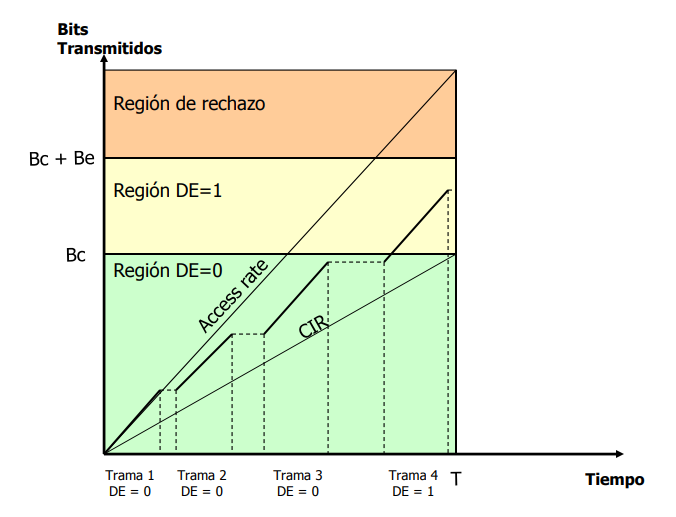 Bits
Transmitidos
Región de rechazo
Bc + Be
Región DE=1
Bc
Región DE=0
Access rate
CIR
Trama 1
DE = 0
Trama 2
DE = 0
Trama 3
DE = 0
Trama 4
DE = 1
T
Tiempo